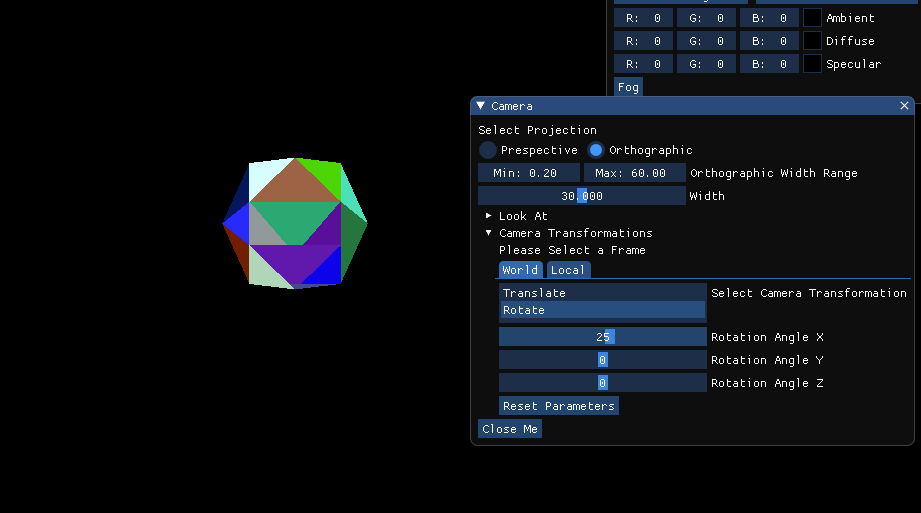 R: 0 G: 0 B: 0 Ambient
R: 0 G: 0 B: 0 Diffuse
R: 0 G: 0 B: 0 Specular
Fog
Camera
Select Projection
Prespective Orthographic
Min: 0.20 Max: 60.00 Orthographic Width Range
30.000 Width
Look At
Camera Transformations
Please Select a Frame
World Local
Translate Select Camera Transformation
Rotate
25 Rotation Angle X
0 Rotation Angle Y
0 Rotation Angle Z
Reset Parameters
Close Me